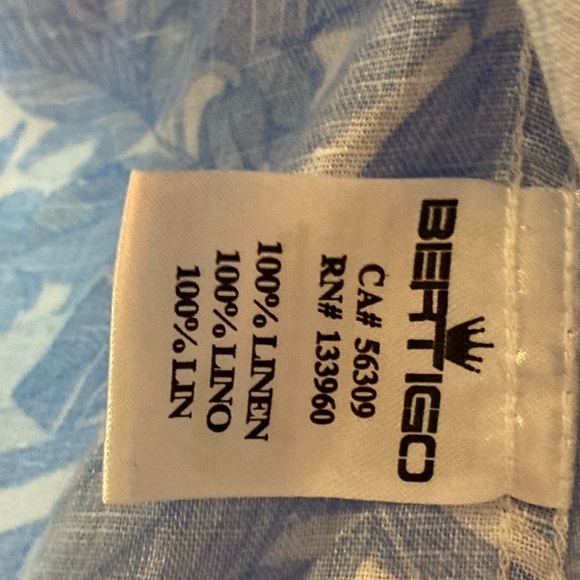 BERTIGO
CA# 56309
RN# 133960
100% LINEN
100% LINO
100% LIN